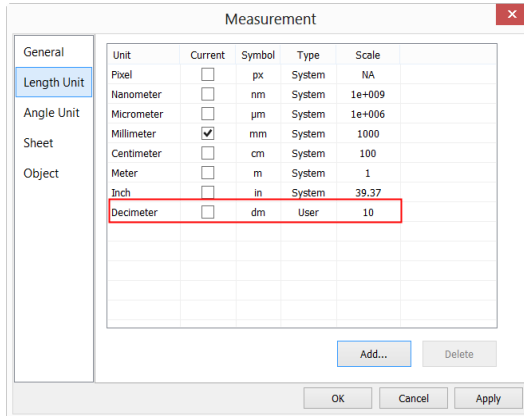 Measurement
General
Length Unit
Angle Unit
Sheet
Object
Unit Current Symbol Type Scale
Pixel px System NA
Nanometer nm System 1e+009
Micrometer µm System 1e+006
Millimeter mm System 1000
Centimeter cm System 100
Meter m System 1
Inch in System 39.37
Decimeter dm User 10
Add... Delete
OK Cancel Apply